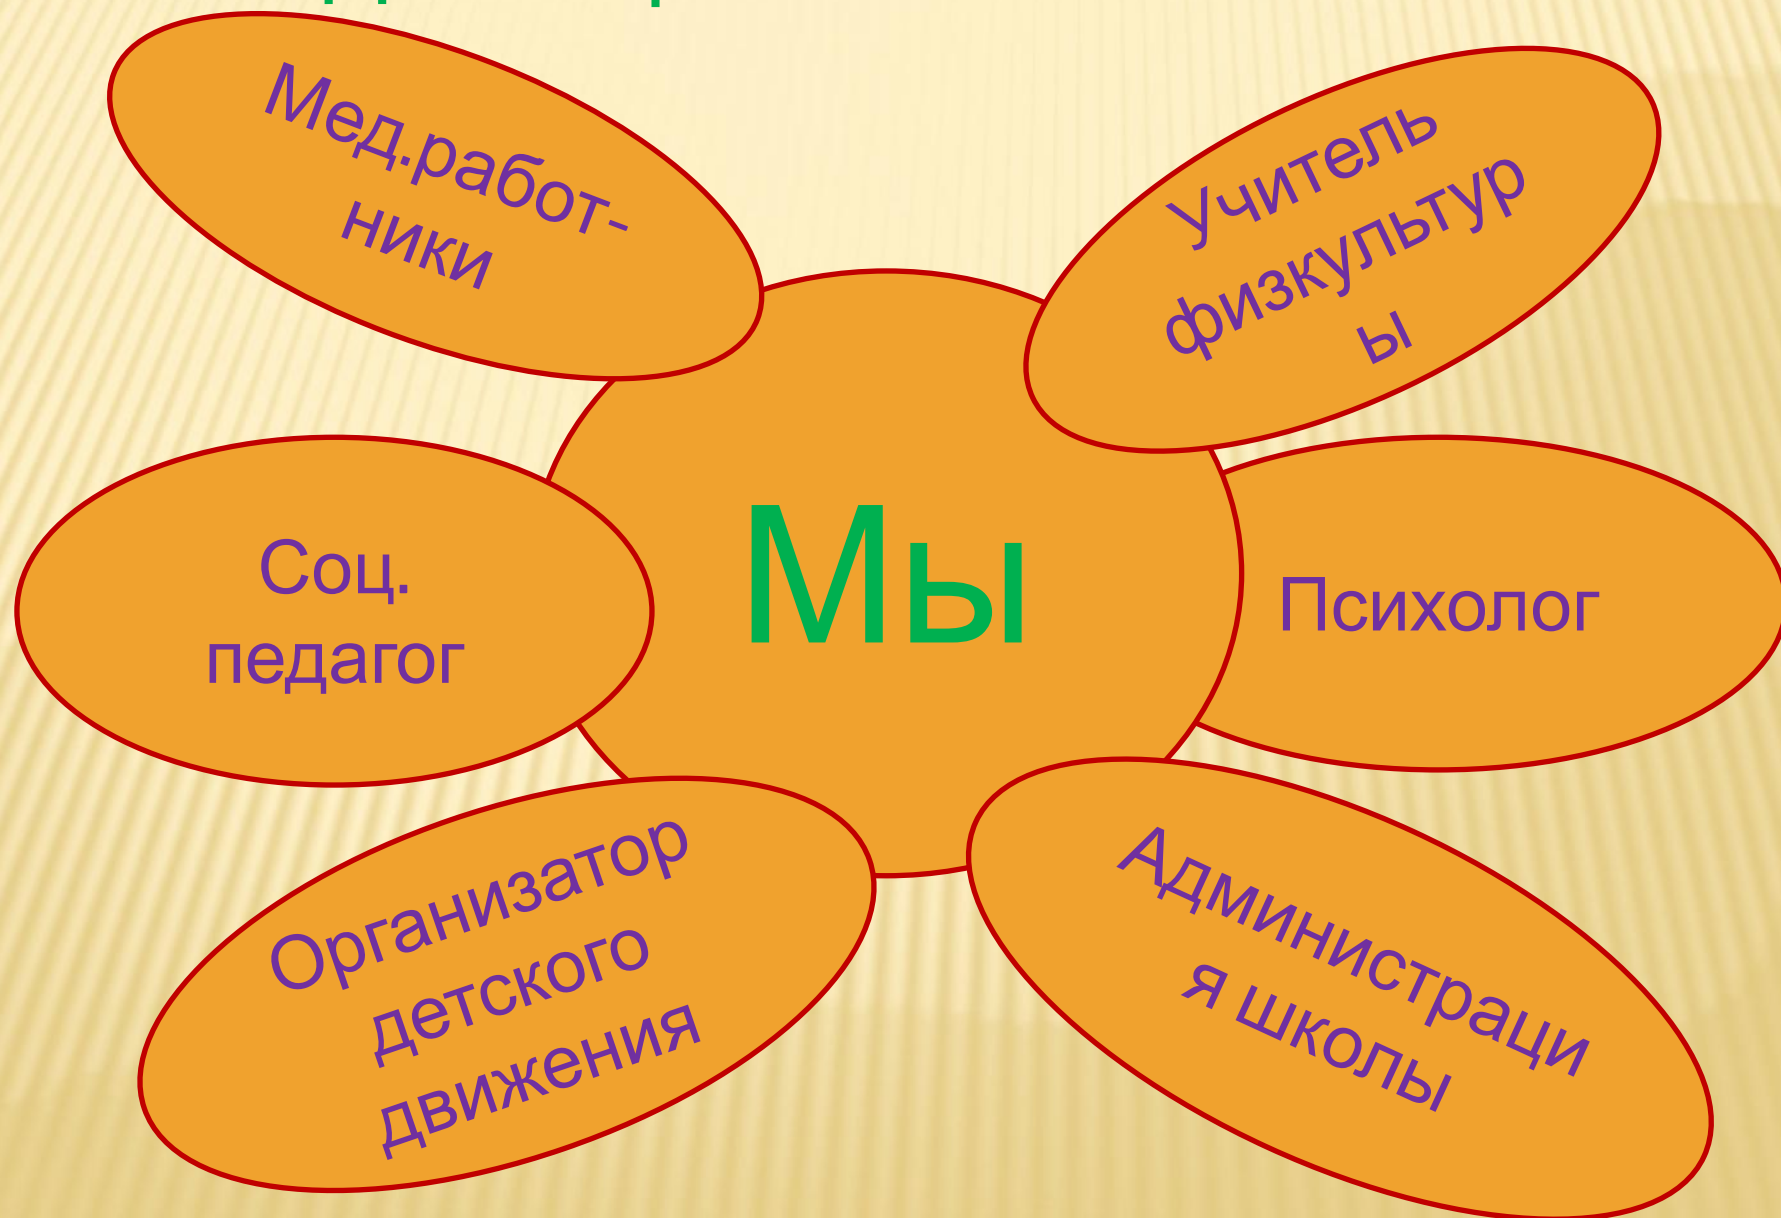 Мед.работ-
ники
Учитель
физкультур
ы
Соц.
педагог
Мы
Психолог
Организатор
детского
движения
Администраци
я школы